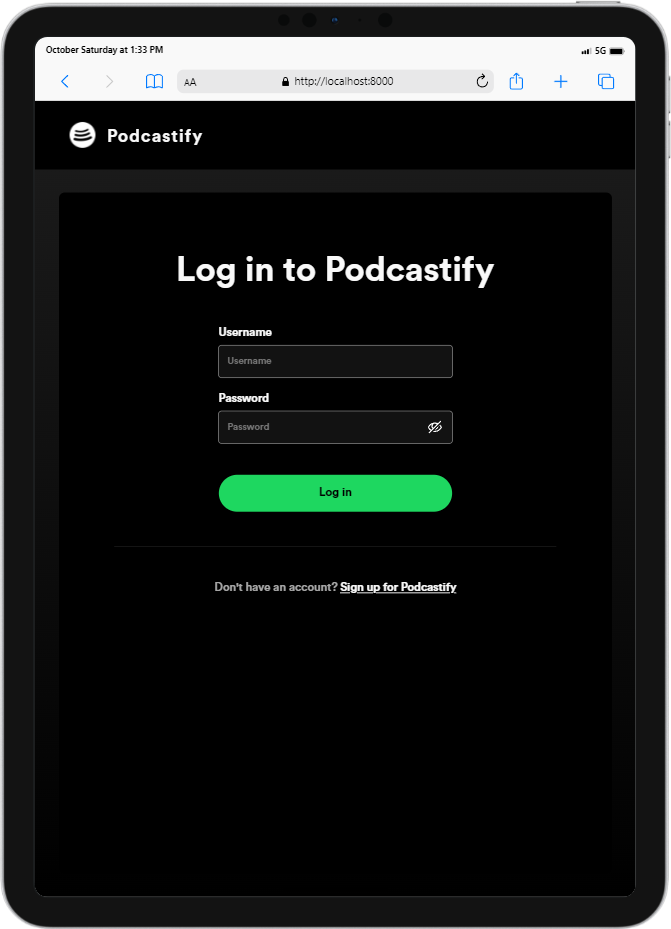 October Saturday at 1:33 PM
5G
AA
http://localhost:8000
Podcastify
Log in to Podcastify
Username
Username
Password
Password
Log in
Don't have an account? Sign up for Podcastify